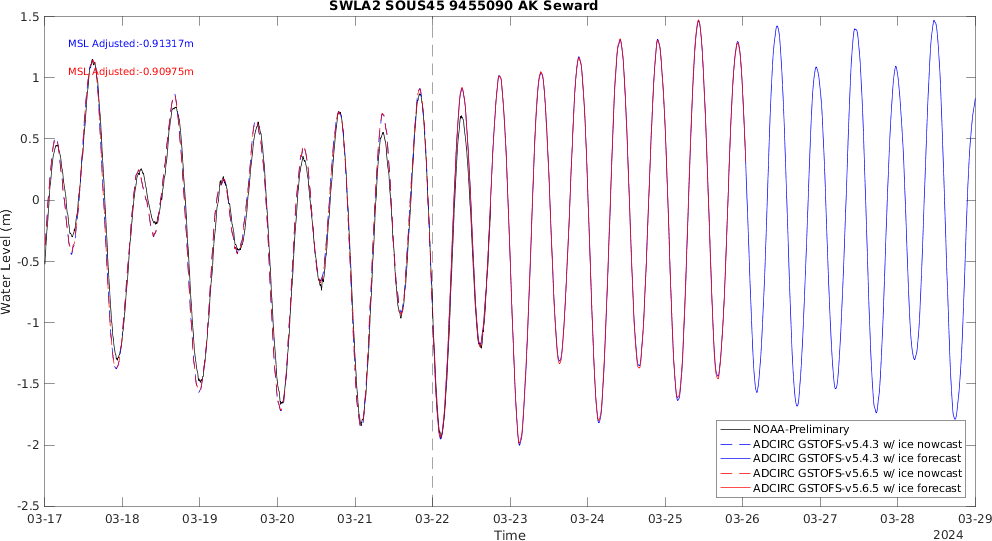 SWLA2 SOUS45 9455090 AK Seward
MSL Adjusted:-0.91317m
MSL Adjusted:-0.90975m
Water Level (m)
1.5
1
0.5
0
-0.5
-1
-1.5
-2
-2.5
NOAA-Preliminary
ADCIRC GSTOFS-v5.4.3 w/ ice nowcast
ADCIRC GSTOFS-v5.4.3 w/ ice forecast
ADCIRC GSTOFS-v5.6.5 w/ ice nowcast
ADCIRC GSTOFS-v5.6.5 w/ ice forecast
03-17 03-18 03-19 03-20 03-21 03-22 03-23 03-24 03-25 03-26 03-27 03-28 03-29
Time
2024